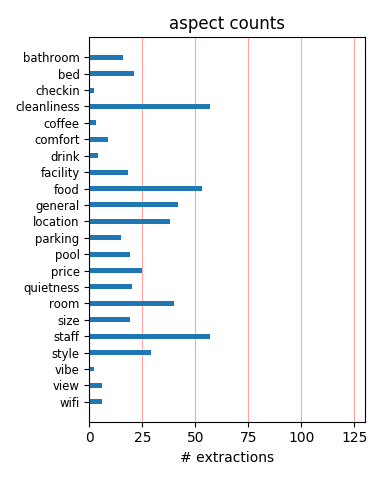 aspect counts
bathroom
bed
checkin
cleanliness
coffee
comfort
drink
facility
food
general
location
parking
pool
price
quietness
room
size
staff
style
vibe
view
wifi
0 25 50 75 100 125
# extractions